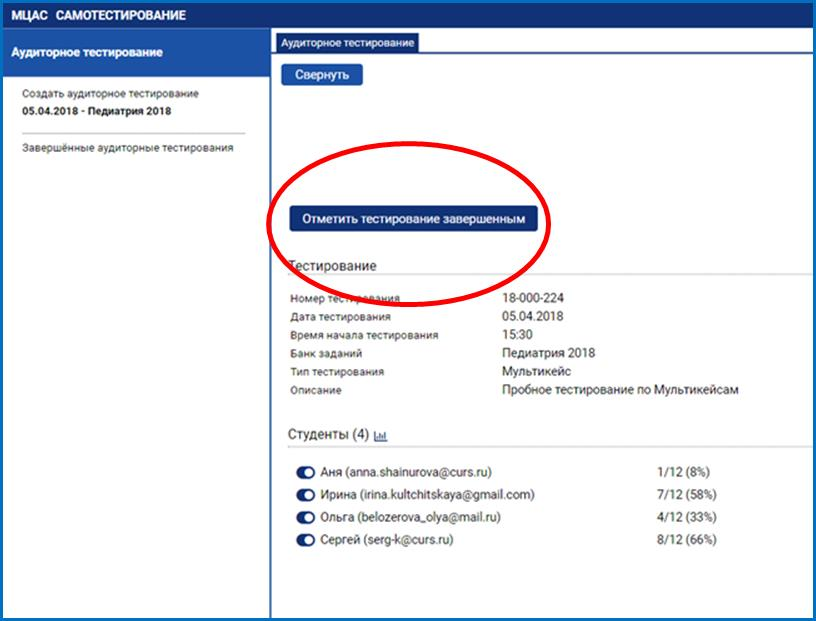 МЦАС САМОТЕСТИРОВАНИЕ
Аудиторное тестирование
Создать аудиторное тестирование
05.04.2018 - Педиатрия 2018
Завершённые аудиторные тестирования
Аудиторное тестирование
Свернуть
Отметить тестирование завершенным
Тестирование
Номер тестирования 18-000-224
Дата тестирования 05.04.2018
Время начала тестирования 15:30
Банк заданий Педиатрия 2018
Тип тестирования Мультикейс
Описание Пробное тестирование по Мультикейсам
Студенты (4)
Аня (anna.shainurova@curs.ru) 1/12 (8%)
Ирина (irina.kultchitskaya@gmail.com) 7/12 (58%)
Ольга (belozerova_olya@mail.ru) 4/12 (33%)
Сергей (serg-k@curs.ru) 8/12 (66%)